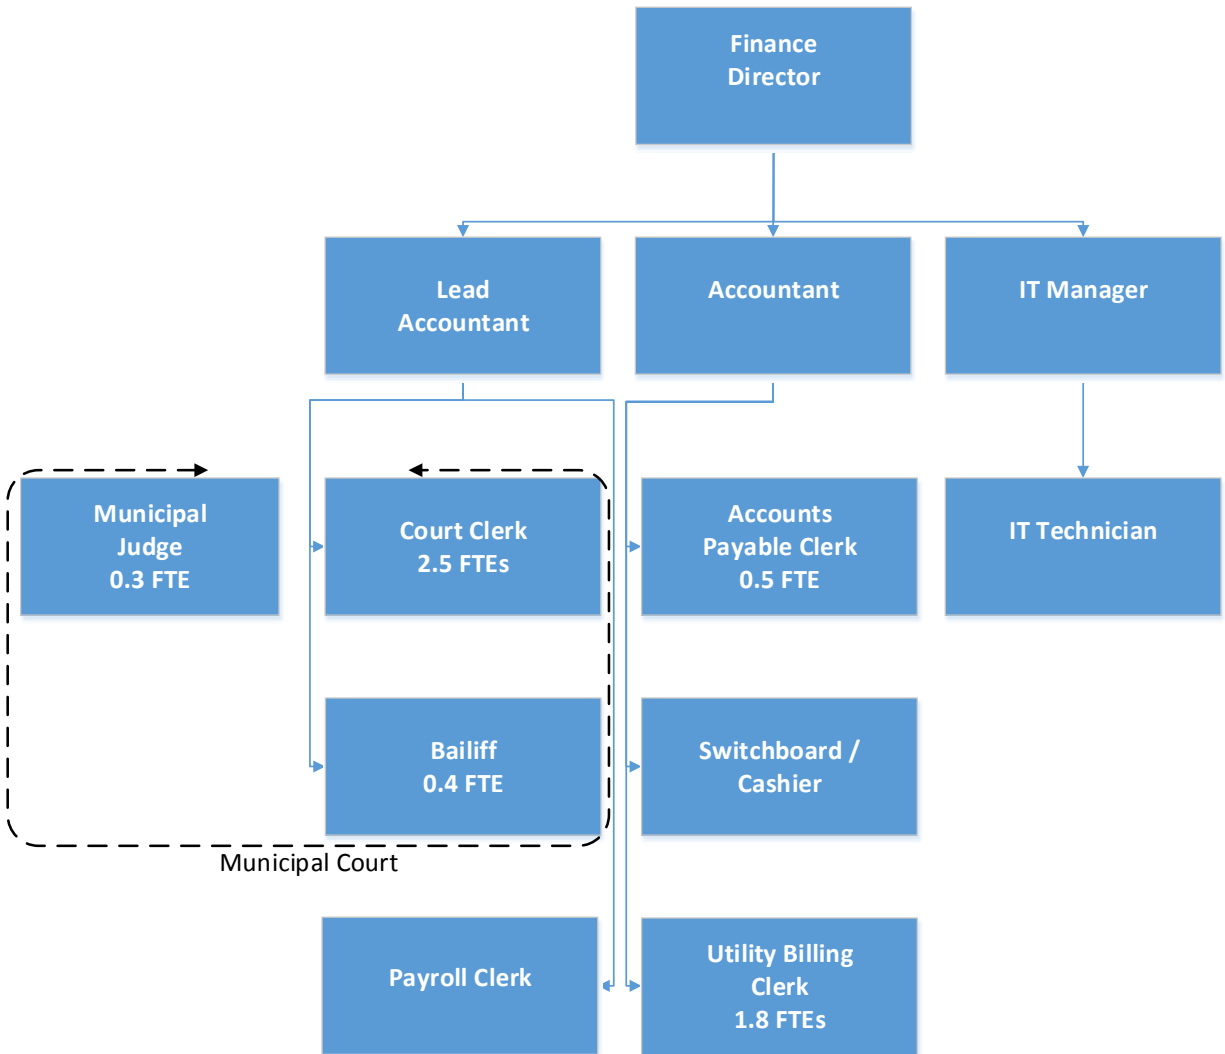 Finance
Director
Lead
Accountant
Accountant
IT Manager
Municipal
Judge
0.3 FTE
Court Clerk
2.5 FTEs
Accounts
Payable Clerk
0.5 FTE
IT Technician
Bailiff
0.4 FTE
Switchboard /
Cashier
Municipal Court
Payroll Clerk
Utility Billing
Clerk
1.8 FTEs